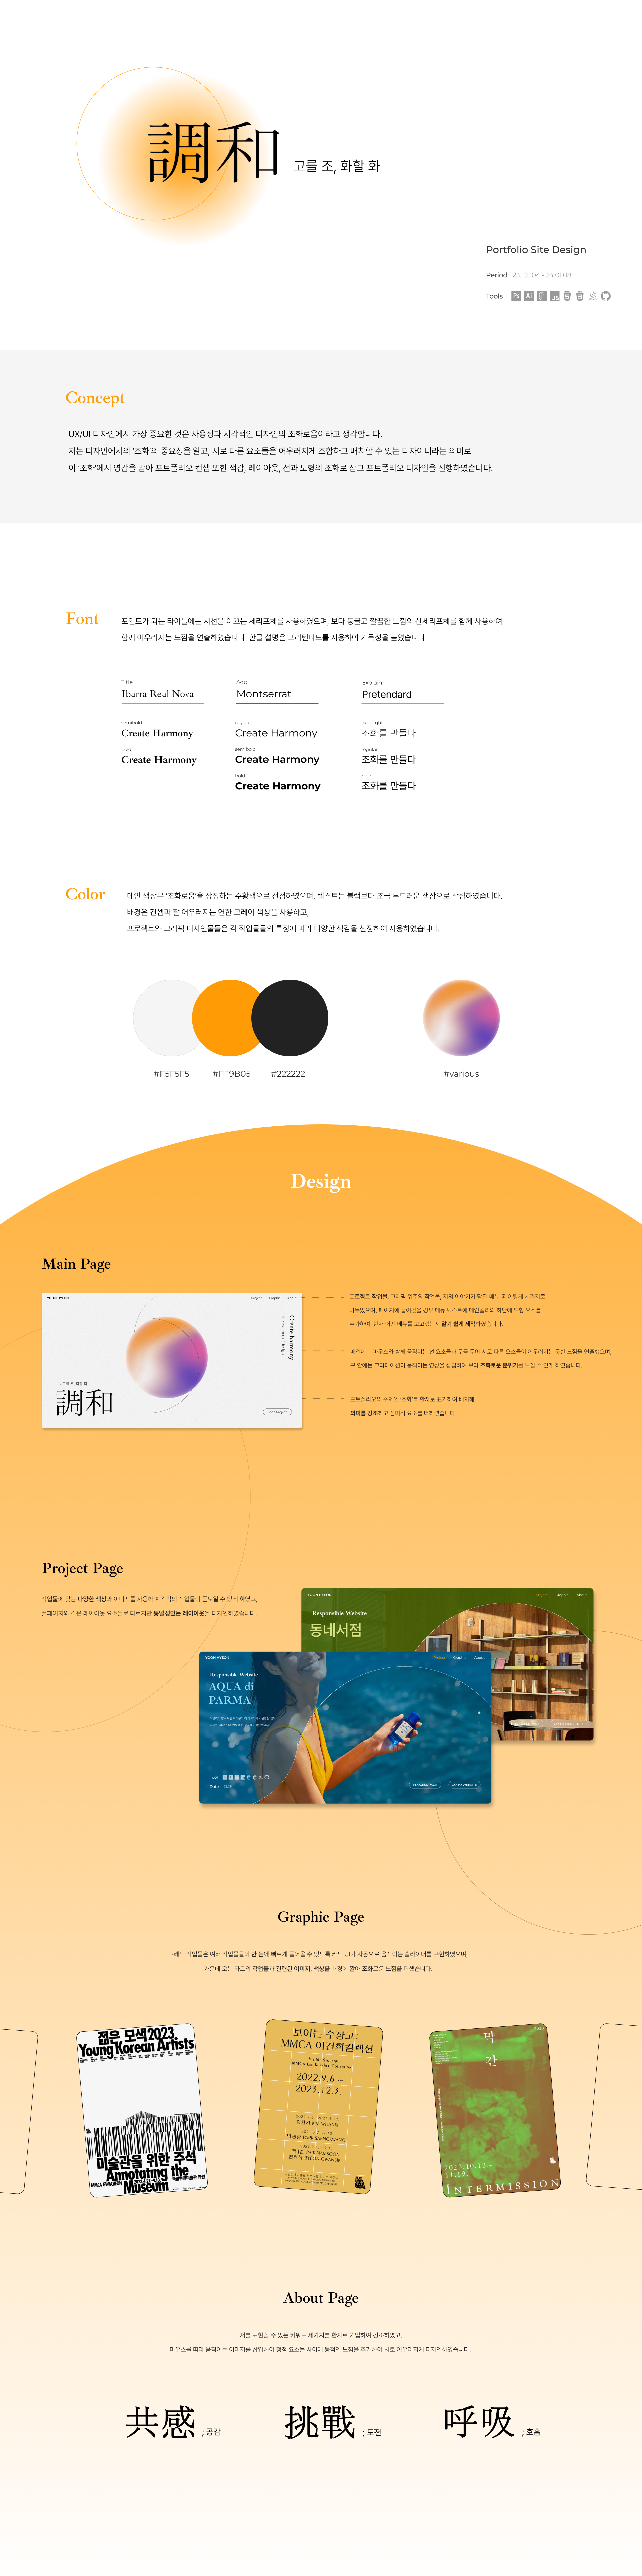 調和
고를 조, 화할 화
Portfolio Site Design
Period 23. 12. 04 - 24.01.08
Tools Ps Ai
Concept
UX/UI 디자인에서 가장 중요한 것은 사용성과 시각적인 디자인의 조화로움이라고 생각합니다.
저는 디자인에서의 '조화'의 중요성을 알고, 서로 다른 요소들을 어우러지게 조합하고 배치할 수 있는 디자이너라는 의미로
이 '조화'에서 영감을 받아 포트폴리오 컨셉 또한 색감, 레이아웃, 선과 도형의 조화로 잡고 포트폴리오 디자인을 진행하였습니다.
Font
포인트가 되는 타이틀에는 시선을 이끄는 세리프체를 사용하였으며, 보다 둥글고 깔끔한 느낌의 산세리프체를 함께 사용하여
함께 어우러지는 느낌을 연출하였습니다. 한글 설명은 프리텐다드를 사용하여 가독성을 높였습니다.
Title
Ibarra Real Nova
semibold
Create Harmony
bold
Create Harmony
Add
Montserrat
regular
Create Harmony
semibold
Create Harmony
bold
Create Harmony
Explain
Pretendard
extralight
조화를 만들다
regular
조화를 만들다
bold
조화를 만들다
Color
메인 색상은 '조화로움'을 상징하는 주황색으로 선정하였으며, 텍스트는 블랙보다 조금 부드러운 색상으로 작성하였습니다.
배경은 컨셉과 잘 어우러지는 연한 그레이 색상을 사용하고,
프로젝트와 그래픽 디자인물들은 각 작업물들의 특징에 따라 다양한 색감을 선정하여 사용하였습니다.
#F5F5F5
#FF9B05
#222222
#various
Design
Main Page
YOON HYEON
Project Graphic About
Create harmony
The essence of design
고를 조, 화할 화
調和
Go to Project
프로젝트 작업물, 그래픽 위주의 작업물, 저의 이야기가 담긴 메뉴 총 이렇게 세가지로
나누었으며, 페이지에 들어갔을 경우 메뉴 텍스트에 메인컬러와 하단에 도형 요소를
추가하여 현재 어떤 메뉴를 보고있는지 알기 쉽게 제작하였습니다.
메인에는 마우스와 함께 움직이는 선 요소들과 구를 두어 서로 다른 요소들이 어우러지는 듯한 느낌을 연출했으며,
구 안에는 그라데이션이 움직이는 영상을 삽입하여 보다 조화로운 분위기를 느낄 수 있게 하였습니다.
포트폴리오의 주제인 '조화'를 한자로 표기하여 배치해,
의미를 강조하고 심미적 요소를 더하였습니다.
Project Page
작업물에 맞는 다양한 색상과 이미지를 사용하여 각각의 작업물이 돋보일 수 있게 하였고,
풀페이지와 같은 레이아웃 요소들로 다르지만 통일성있는 레이아웃을 디자인하였습니다.
YOON HYEON
Project Graphic About
Responsible Website
동네서점
YOON HYEON
Project Graphic About
Responsible Website
AQUA di
PARMA
Tool
Date
PROCESS PAGE
GO TO WEBSITE
Graphic Page
그래픽 작업물은 여러 작업물들이 한 눈에 빠르게 들어올 수 있도록 카드 UI가 자동으로 움직이는 슬라이더를 구현하였으며,
가운데 오는 카드의 작업물과 관련된 이미지, 색상을 배경에 깔아 조화로운 느낌을 더했습니다.
젊은 모색 2023
Young Korean Artists
미술관을 위한 주석
Annotating the
Museum
보이는 수장고:
MMCA 이건희컬렉션
2022.9.6.~
2023.12.3.
막
간
2023.10.13.—
11.19.
INTERMISSION
About Page
저를 표현할 수 있는 키워드 세가지를 한자로 기입하여 강조하였고,
마우스를 따라 움직이는 이미지를 삽입하여 정적 요소들 사이에 동적인 느낌을 추가하여 서로 어우러지게 디자인하였습니다.
共感 ; 공감
挑戰 ; 도전
呼吸 ; 호흡